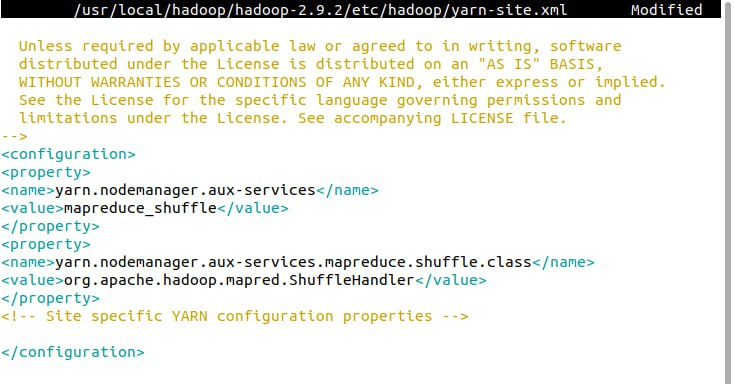 /usr/local/hadoop/hadoop-2.9.2/etc/hadoop/yarn-site.xml Modified
Unless required by applicable law or agreed to in writing, software
distributed under the License is distributed on an "AS IS" BASIS,
WITHOUT WARRANTIES OR CONDITIONS OF ANY KIND, either express or implied.
See the License for the specific language governing permissions and
limitations under the License. See accompanying LICENSE file.
-->
<configuration>
<property>
<name>yarn.nodemanager.aux-services</name>
<value>mapreduce_shuffle</value>
</property>
<property>
<name>yarn.nodemanager.aux-services.mapreduce.shuffle.class</name>
<value>org.apache.hadoop.mapred.ShuffleHandler</value>
</property>
<!-- Site specific YARN configuration properties -->
</configuration>